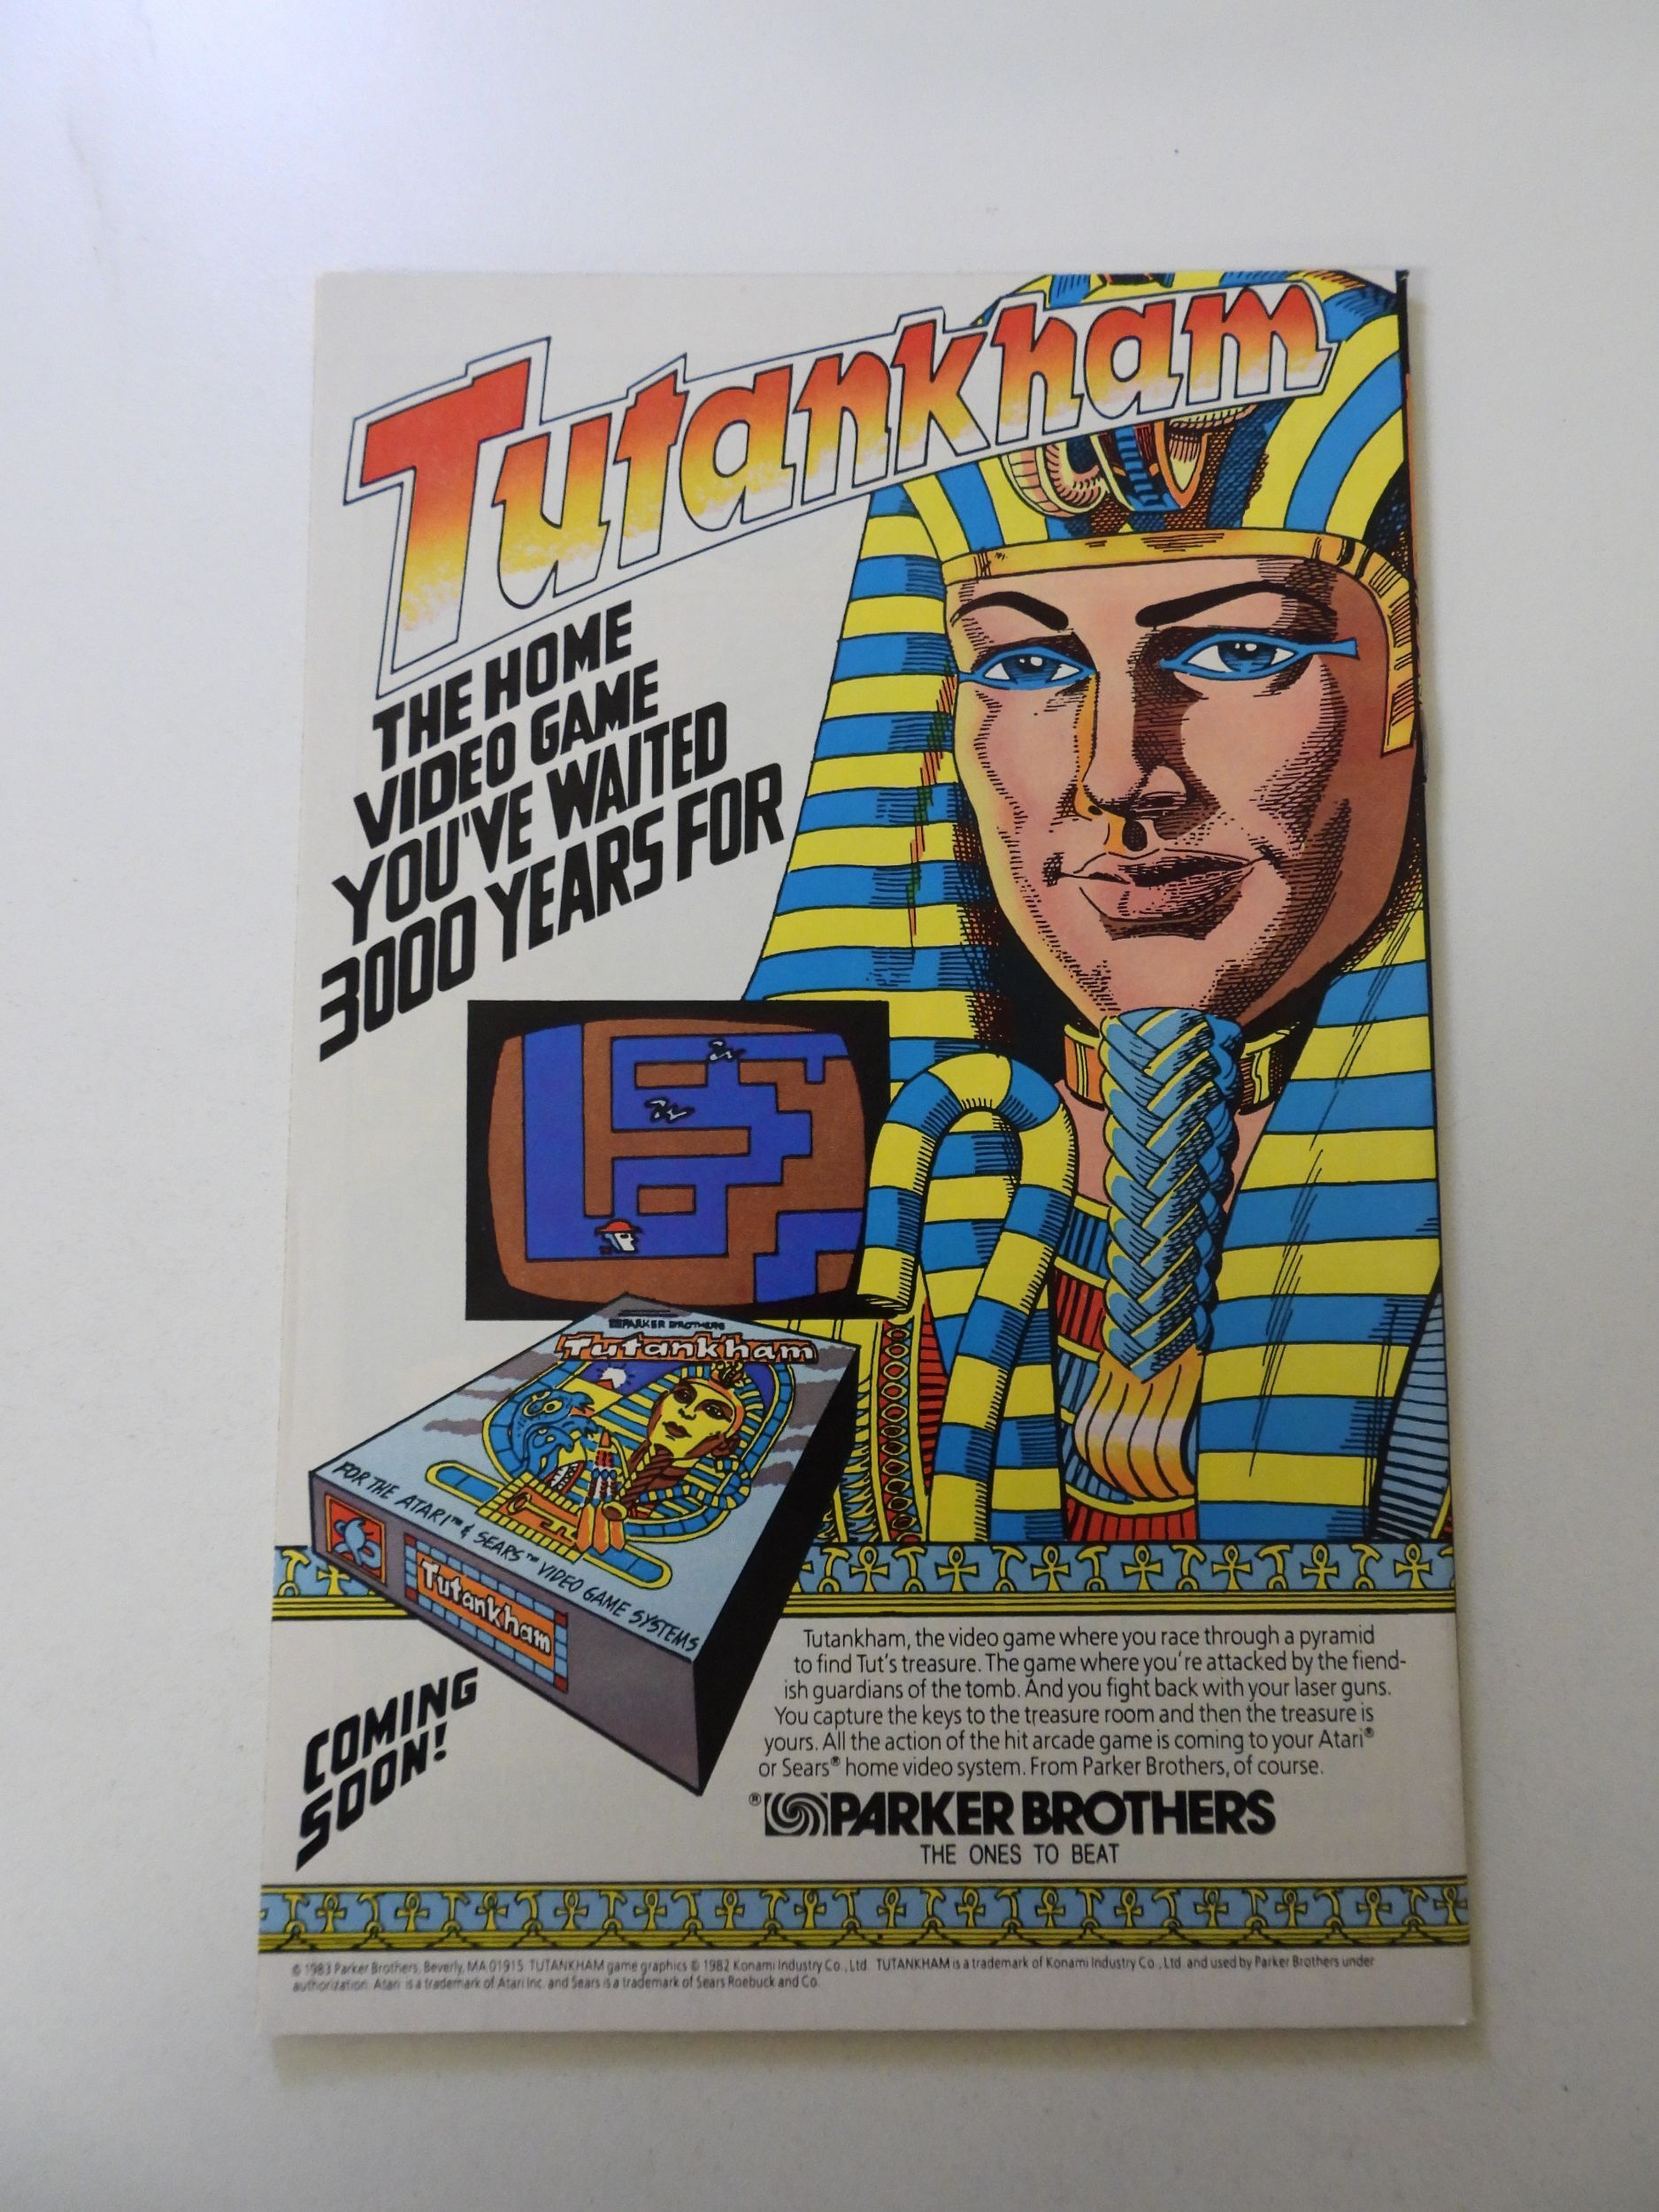 Tutankham
THE HOME
VIDEO GAME
YOU'VE WAITED
3000 YEARS FOR
PARKER BROTHERS
Tutankham
FOR THE ATARI™ & SEARS™ VIDEO GAME SYSTEMS
Tutankham
COMING
SOON!
Tutankham, the video game where you race through a pyramid
to find Tut's treasure. The game where you're attacked by the fiend-
ish guardians of the tomb. And you fight back with your laser guns.
You capture the keys to the treasure room and then the treasure is
yours. All the action of the hit arcade game is coming to your Atari®
or Sears® home video system. From Parker Brothers, of course.
® PARKER BROTHERS
THE ONES TO BEAT
© 1983 Parker Brothers, Beverly, MA 01915. TUTANKHAM game graphics © 1982 Konami Industry Co., Ltd. TUTANKHAM is a trademark of Konami Industry Co., Ltd. and used by Parker Brothers under
authorization. Atari is a trademark of Atari Inc. and Sears is a trademark of Sears Roebuck and Co.